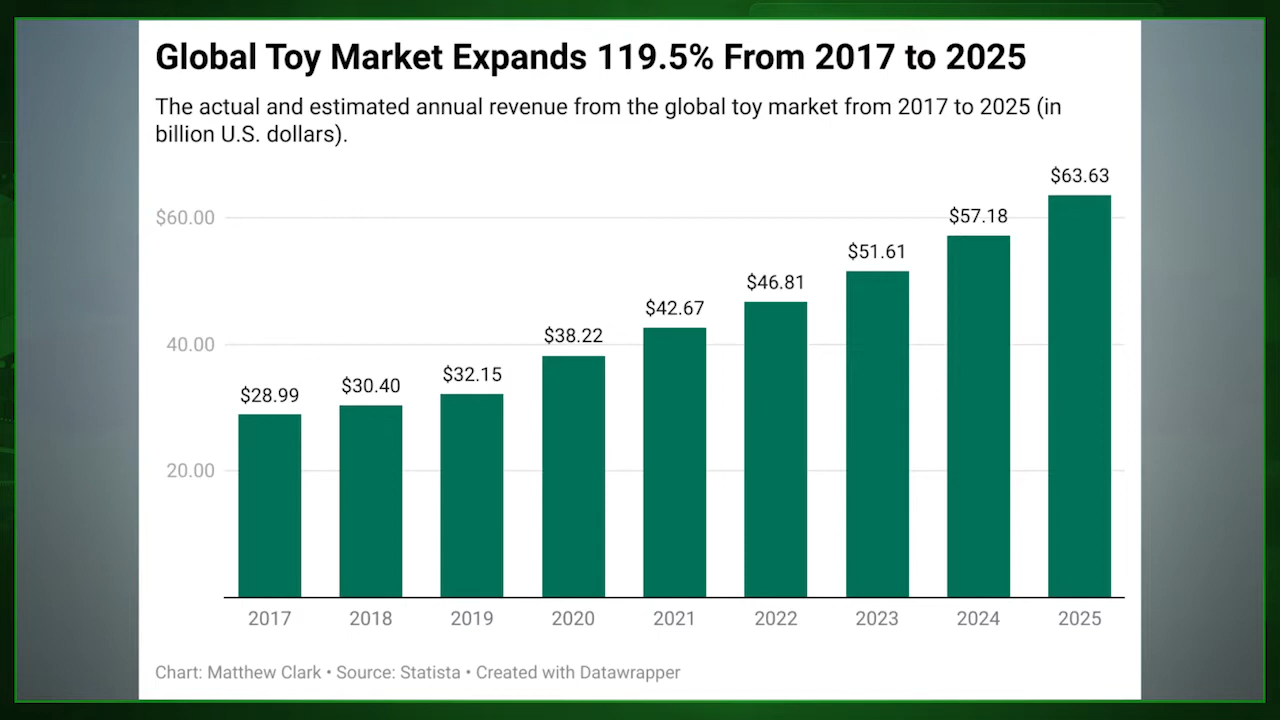 Global Toy Market Expands 119.5% From 2017 to 2025
The actual and estimated annual revenue from the global toy market from 2017 to 2025 (in
billion U.S. dollars).
$63.63
$60.00
$57.18
$51.61
$46.81
$42.67
40.00
$38.22
$32.15
$30.40
$28.99
20.00
2017 2018 2019 2020 2021 2022 2023 2024 2025
Chart: Matthew Clark • Source: Statista • Created with Datawrapper